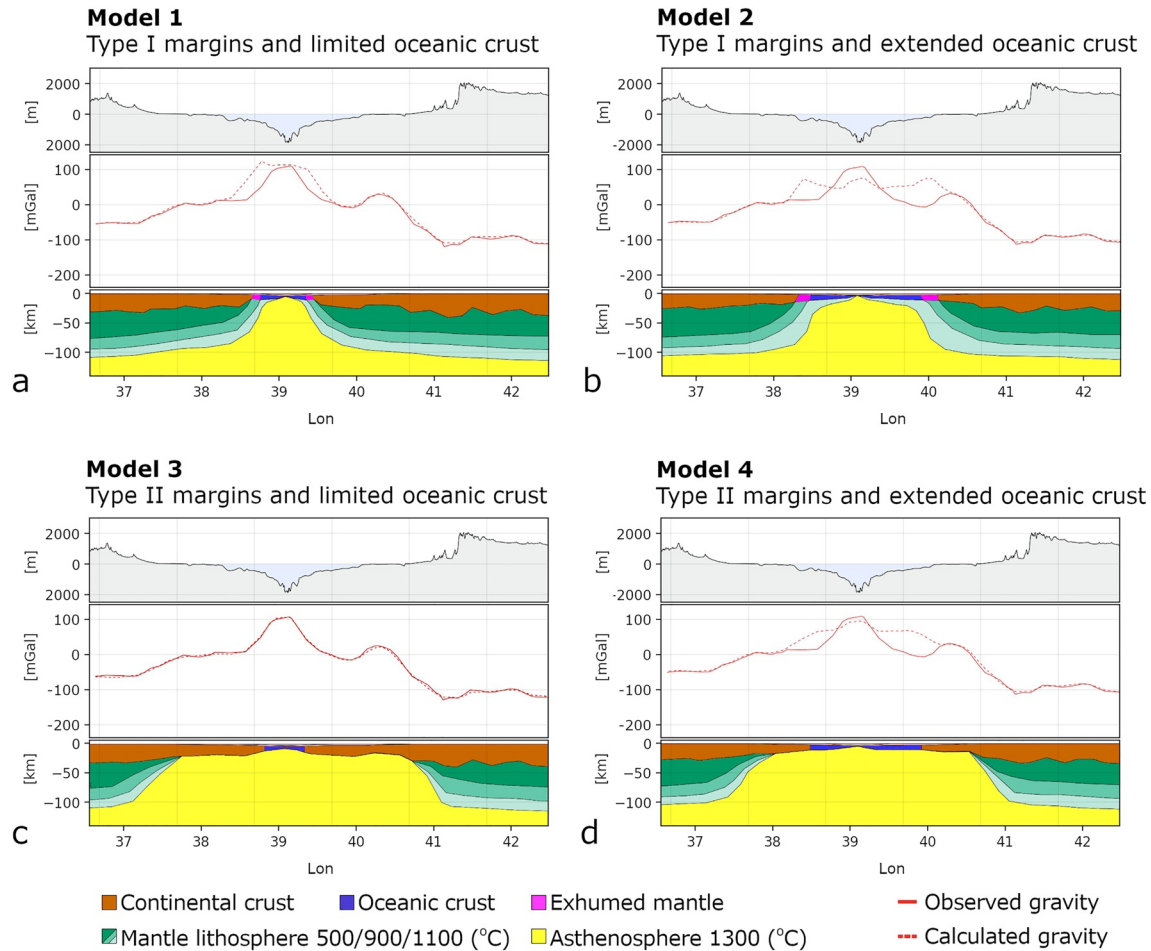 Model 1
Type I margins and limited oceanic crust
2000
0
2000
[m]
100
0
-100
-200
[mGal]
0
−50
−100
[km]
37 38 39 40 41 42
Lon
a
Model 2
Type I margins and extended oceanic crust
2000
0
-2000
[m]
100
0
-100
-200
[mGal]
0
−50
−100
[km]
37 38 39 40 41 42
Lon
b
Model 3
Type II margins and limited oceanic crust
2000
0
2000
[m]
100
0
-100
-200
[mGal]
0
−50
−100
[km]
37 38 39 40 41 42
Lon
c
Model 4
Type II margins and extended oceanic crust
2000
0
-2000
[m]
100
0
-100
-200
[mGal]
0
−50
−100
[km]
37 38 39 40 41 42
Lon
d
Continental crust Oceanic crust Exhumed mantle Observed gravity
Mantle lithosphere 500/900/1100 (°C) Asthenosphere 1300 (°C) Calculated gravity